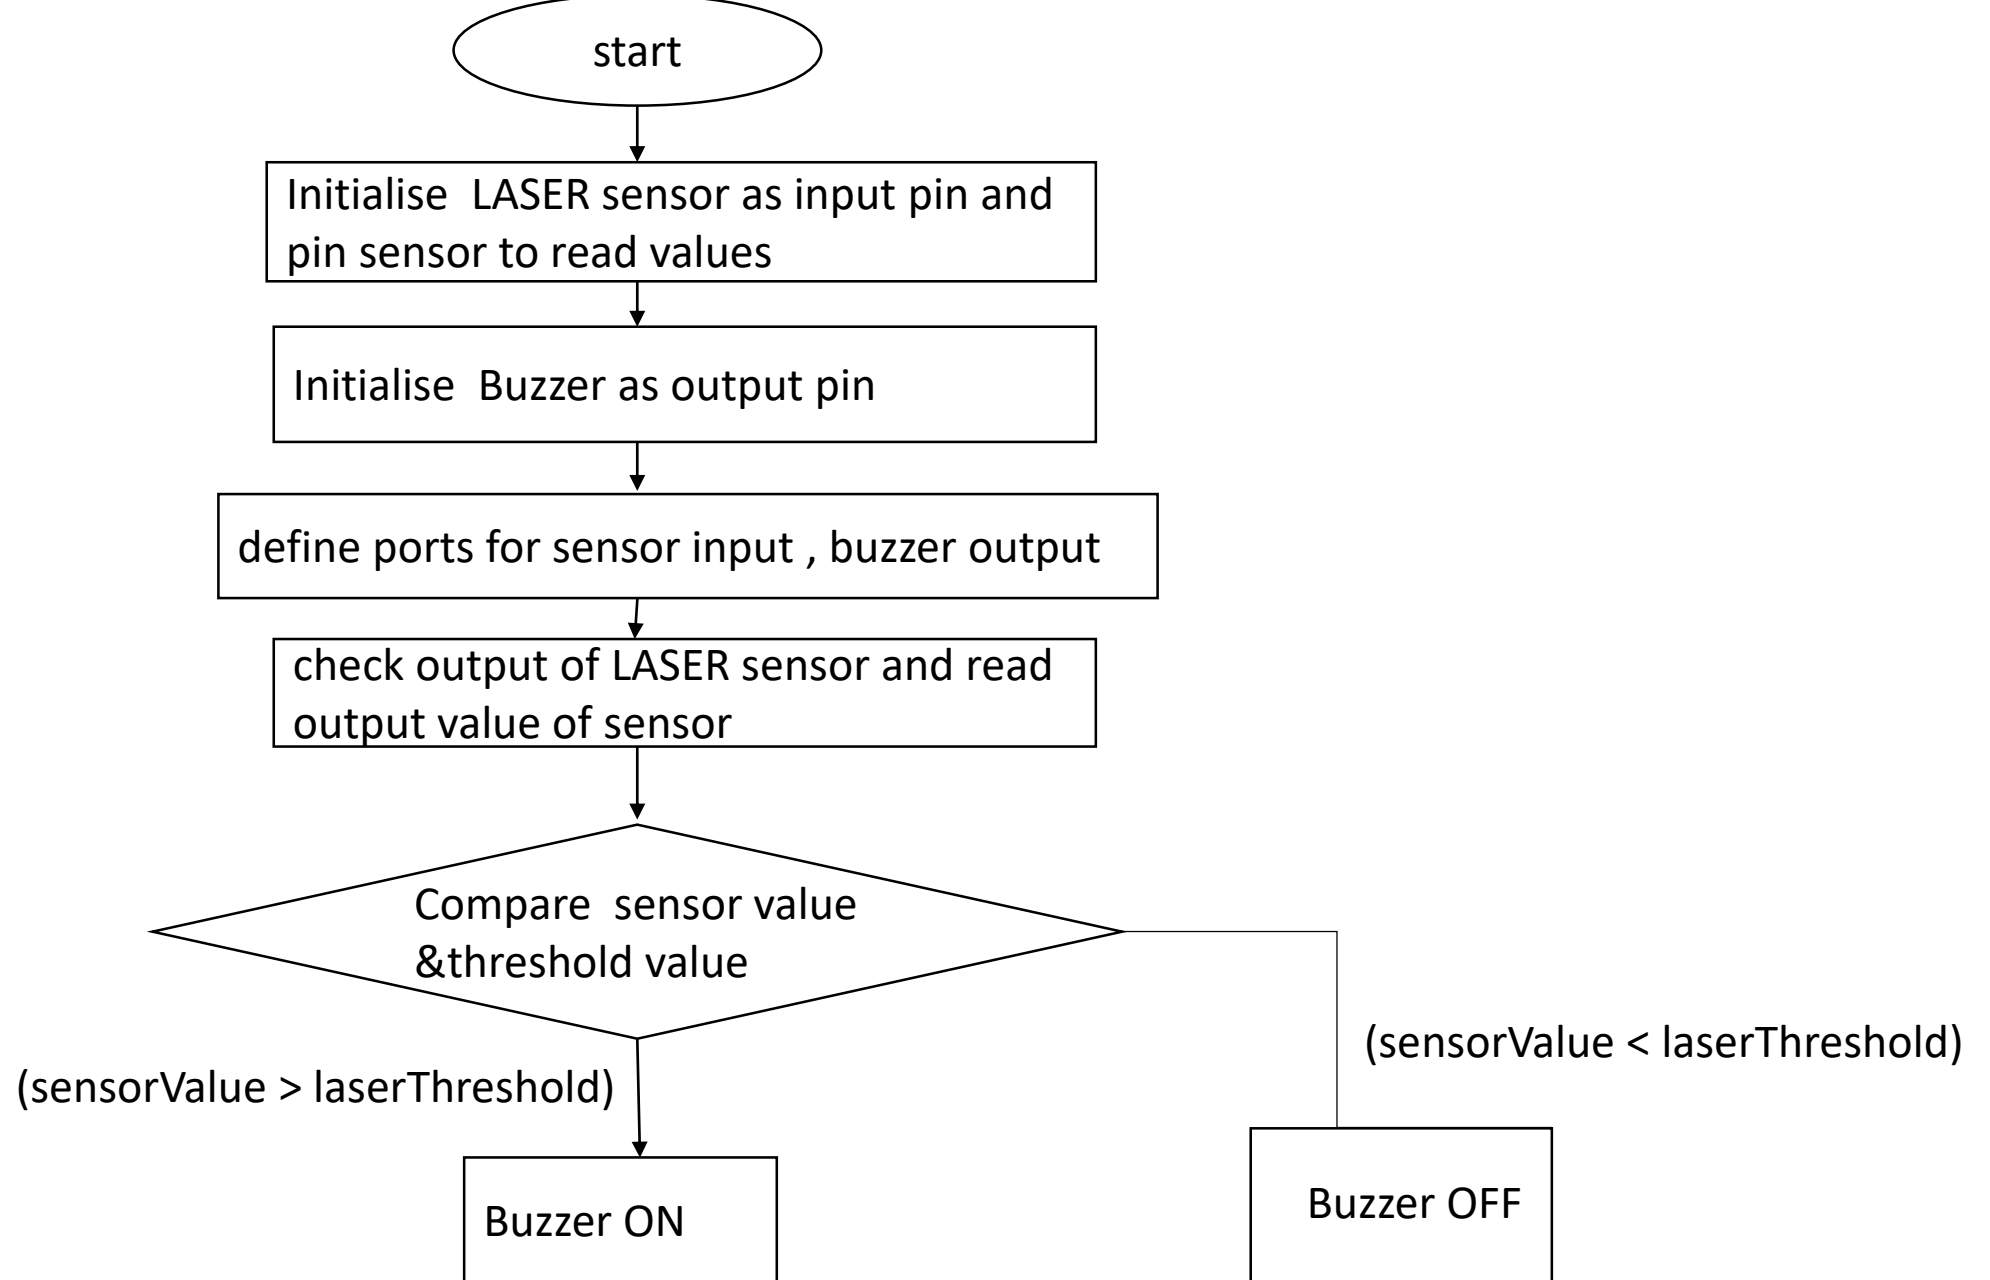 start
Initialise  LASER sensor as input pin and
pin sensor to read values
Initialise  Buzzer as output pin
define ports for sensor input , buzzer output
check output of LASER sensor and read
output value of sensor
Compare  sensor value
&threshold value
(sensorValue < laserThreshold)
(sensorValue > laserThreshold)
Buzzer OFF
Buzzer ON